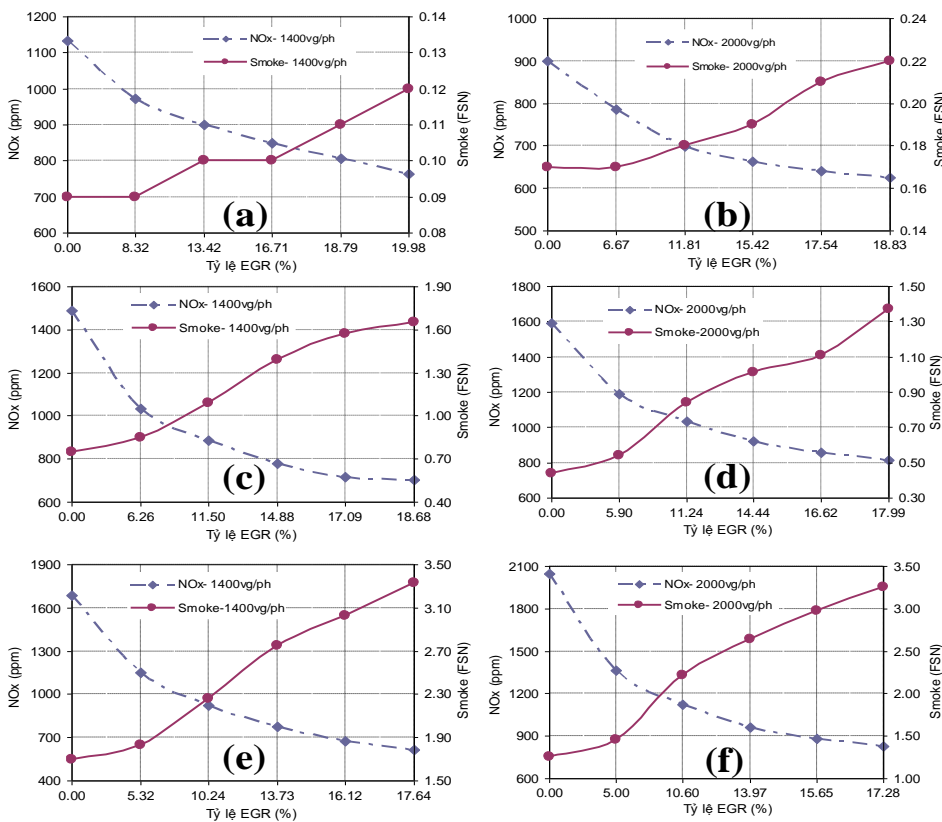 1200
1100
1000
900
800
700
600
NOx (ppm)
0.14
0.13
0.12
0.11
0.10
0.09
0.08
Smoke (FSN)
NOx- 1400vg/ph
Smoke- 1400vg/ph
(a)
0.00 8.32 13.42 16.71 18.79 19.98
Tỷ lệ EGR (%)
1000
900
800
700
600
500
NOx (ppm)
0.24
0.22
0.20
0.18
0.16
0.14
Smoke (FSN)
NOx- 2000vg/ph
Smoke- 2000vg/ph
(b)
0.00 6.67 11.81 15.42 17.54 18.83
Tỷ lệ EGR (%)
1600
1400
1200
1000
800
600
NOx (ppm)
1.90
1.60
1.30
1.00
0.70
0.40
Smoke (FSN)
NOx- 1400vg/ph
Smoke- 1400vg/ph
(c)
0.00 6.26 11.50 14.88 17.09 18.68
Tỷ lệ EGR (%)
1800
1600
1400
1200
1000
800
600
NOx (ppm)
1.50
1.30
1.10
0.90
0.70
0.50
0.30
Smoke (FSN)
NOx- 2000vg/ph
Smoke-2000vg/ph
(d)
0.00 5.90 11.24 14.44 16.62 17.99
Tỷ lệ EGR (%)
1900
1600
1300
1000
700
400
NOx (ppm)
3.50
3.10
2.70
2.30
1.90
1.50
Smoke (FSN)
NOx- 1400vg/ph
Smoke-1400vg/ph
(e)
0.00 5.32 10.24 13.73 16.12 17.64
Tỷ lệ EGR (%)
2100
1800
1500
1200
900
600
NOx (ppm)
3.50
3.00
2.50
2.00
1.50
1.00
Smoke (FSN)
NOx- 2000vg/ph
Smoke- 2000vg/ph
(f)
0.00 5.00 10.60 13.97 15.65 17.28
Tỷ lệ EGR (%)